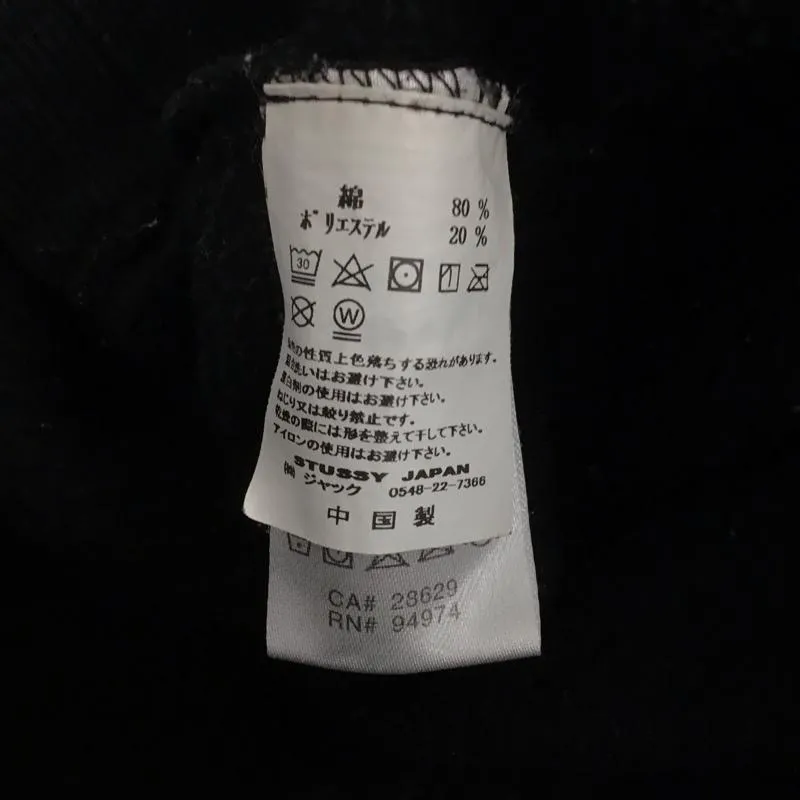 綿 80 %
ポリエステル 20 %
30
W
の性質上色落ちする恐れがあります。
洗いはお避け下さい。
漂白剤の使用はお避け下さい。
ねじり又は絞り禁止です。
乾燥の際には形を整えて干して下さい。
アイロンの使用はお避け下さい。
STUSSY JAPAN
㈱ ジャック 0548-22-7366
中国製
CA# 28629
RN# 94974